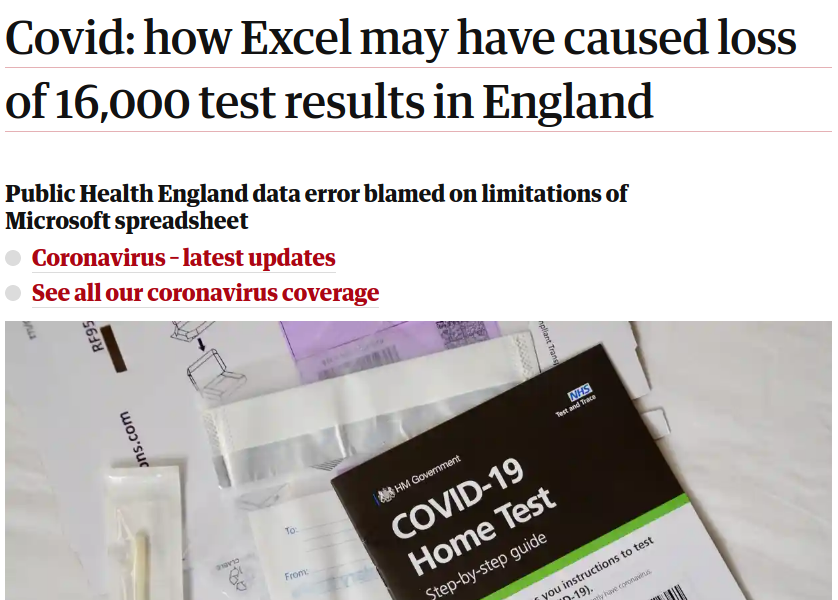 Covid: how Excel may have caused loss
of 16,000 test results in England
Public Health England data error blamed on limitations of
Microsoft spreadsheet
Coronavirus – latest updates
See all our coronavirus coverage
RF95
ons.com
NHS
Test and Trace
HM Government
COVID-19
Home Test
Step-by-step guide
you instructions to test
To:
From: